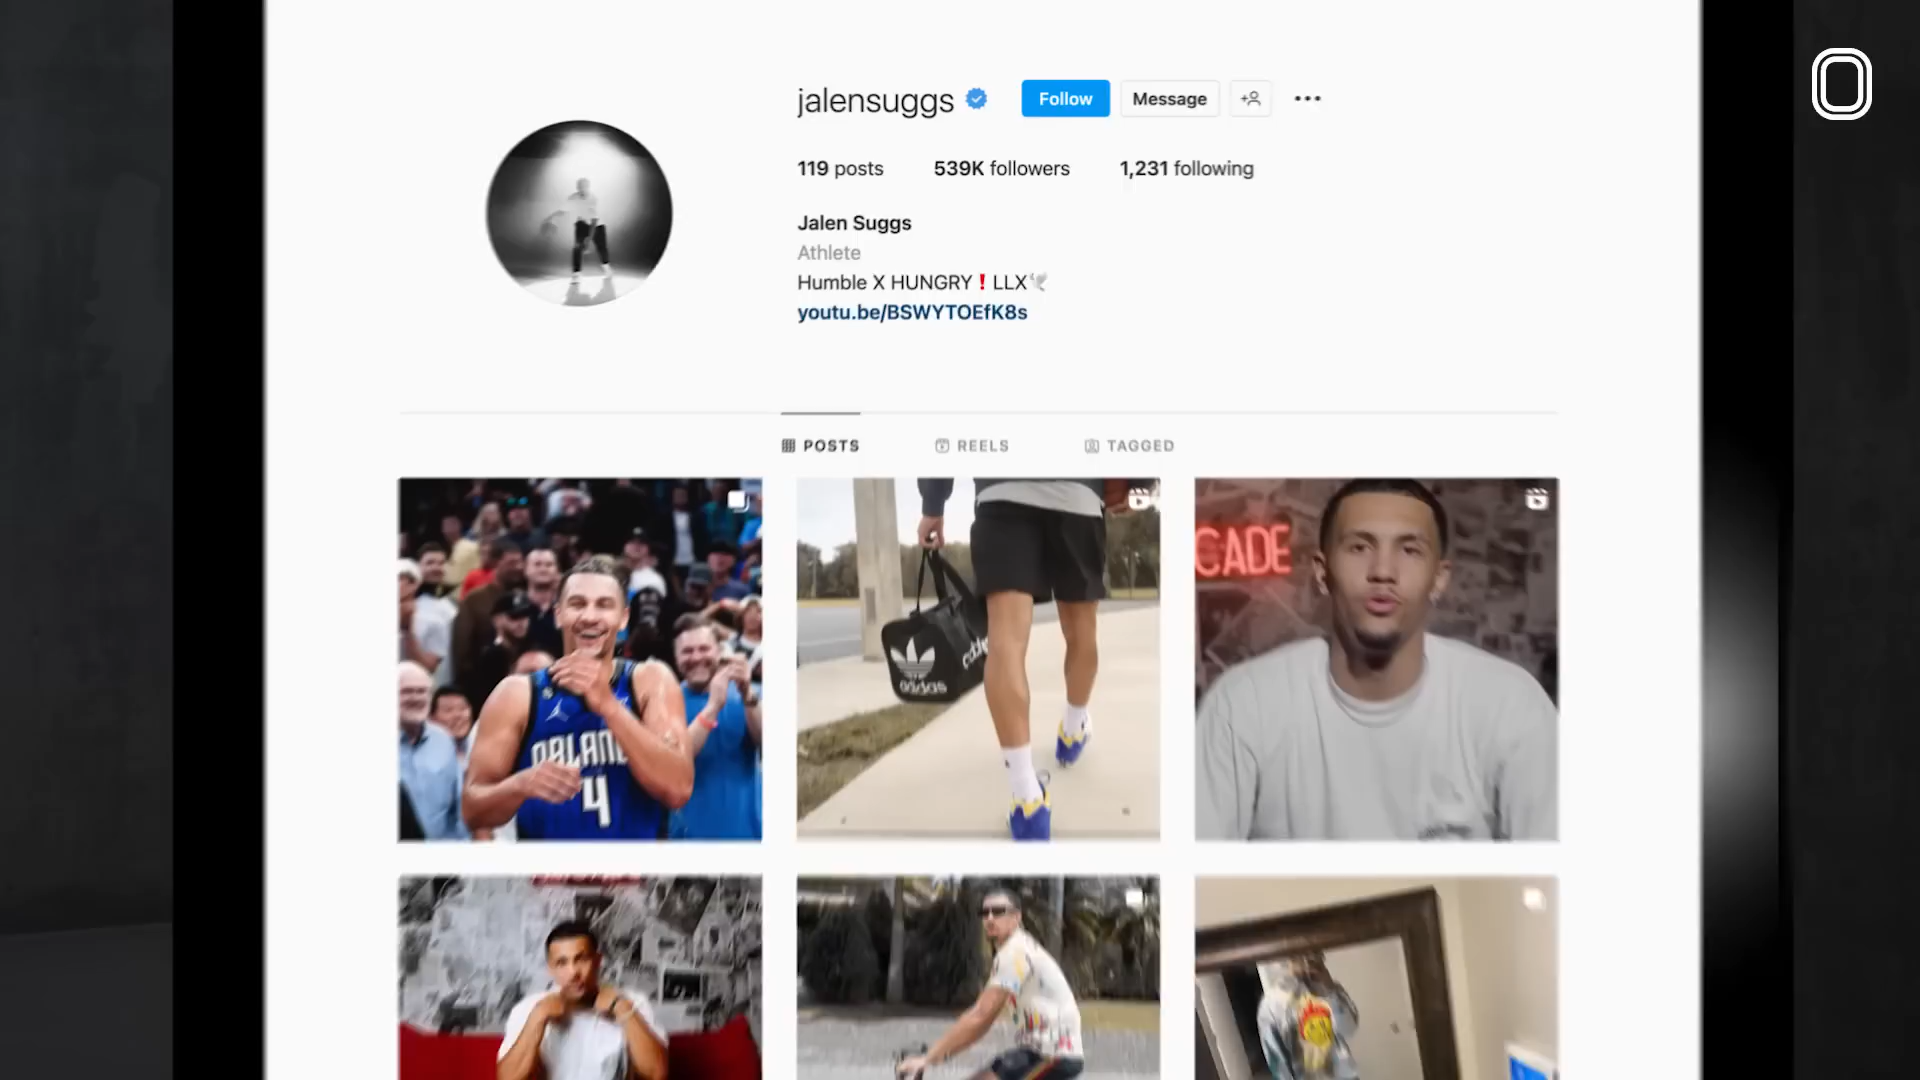 jalensuggs
Follow
Message
119 posts
539K followers
1,231 following
Jalen Suggs
Athlete
Humble X HUNGRY❗LLX🕊
youtu.be/BSWYTOEfK8s
POSTS
REELS
TAGGED
CADE
adidas
ORLAN
4